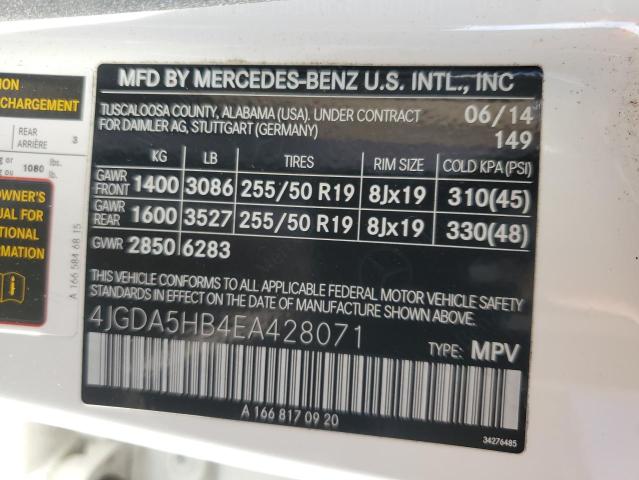 MFD BY MERCEDES-BENZ U.S. INTL., INC
TUSCALOOSA COUNTY, ALABAMA (USA). UNDER CONTRACT
FOR DAIMLER AG, STUTTGART (GERMANY)
06/14
149
KG LB TIRES RIM SIZE COLD KPA (PSI)
GAWR FRONT 1400 3086 255/50 R19 8Jx19 310(45)
GAWR REAR 1600 3527 255/50 R19 8Jx19 330(48)
GVWR 2850 6283
THIS VEHICLE CONFORMS TO ALL APPLICABLE FEDERAL MOTOR VEHICLE SAFETY
STANDARDS IN EFFECT ON THE DATE OF MANUFACTURE SHOWN ABOVE.
4JGDA5HB4EA428071
TYPE: MPV
A 166 817 09 20
34276485
CHARGEMENT
REAR
ARRIÈRE
3
or 1080 lbs.
OWNER'S
UAL FOR
TIONAL
RMATION
A 166 584 68 15